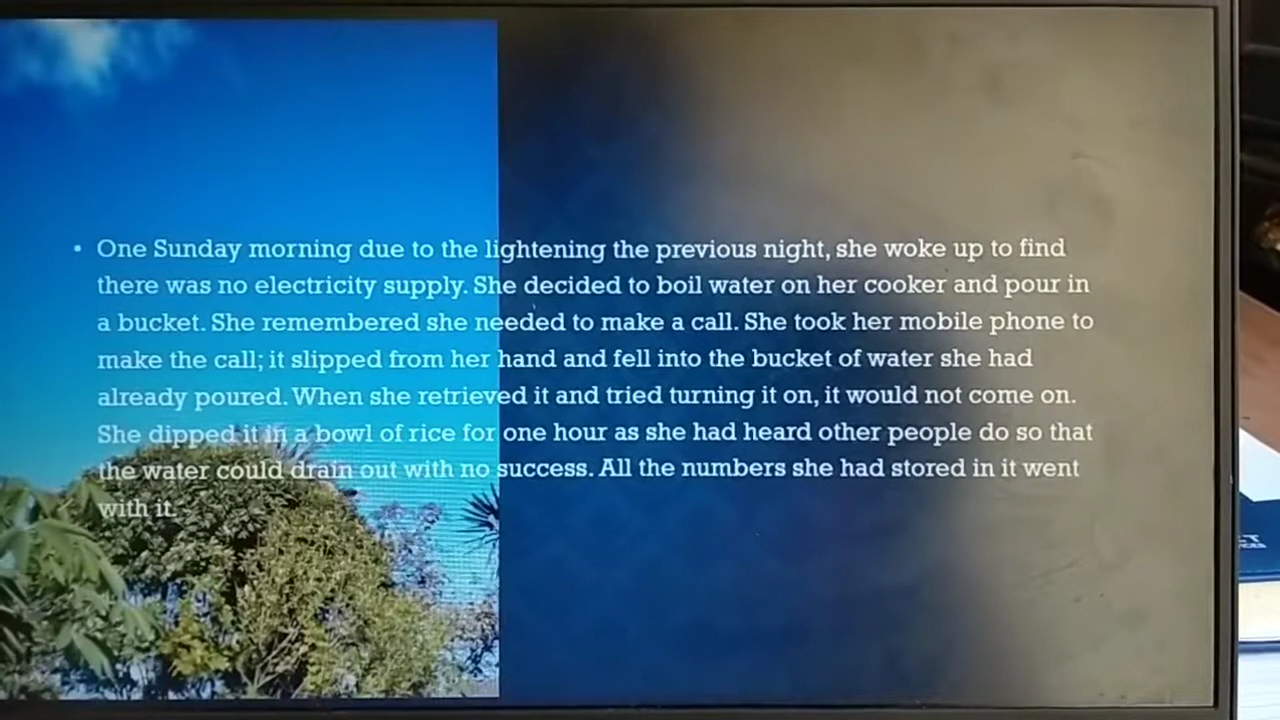 • One Sunday morning due to the lightening the previous night, she woke up to find
there was no electricity supply. She decided to boil water on her cooker and pour in
a bucket. She remembered she needed to make a call. She took her mobile phone to
make the call; it slipped from her hand and fell into the bucket of water she had
already poured. When she retrieved it and tried turning it on, it would not come on.
She dipped it in a bowl of rice for one hour as she had heard other people do so that
the water could drain out with no success. All the numbers she had stored in it went
with it.